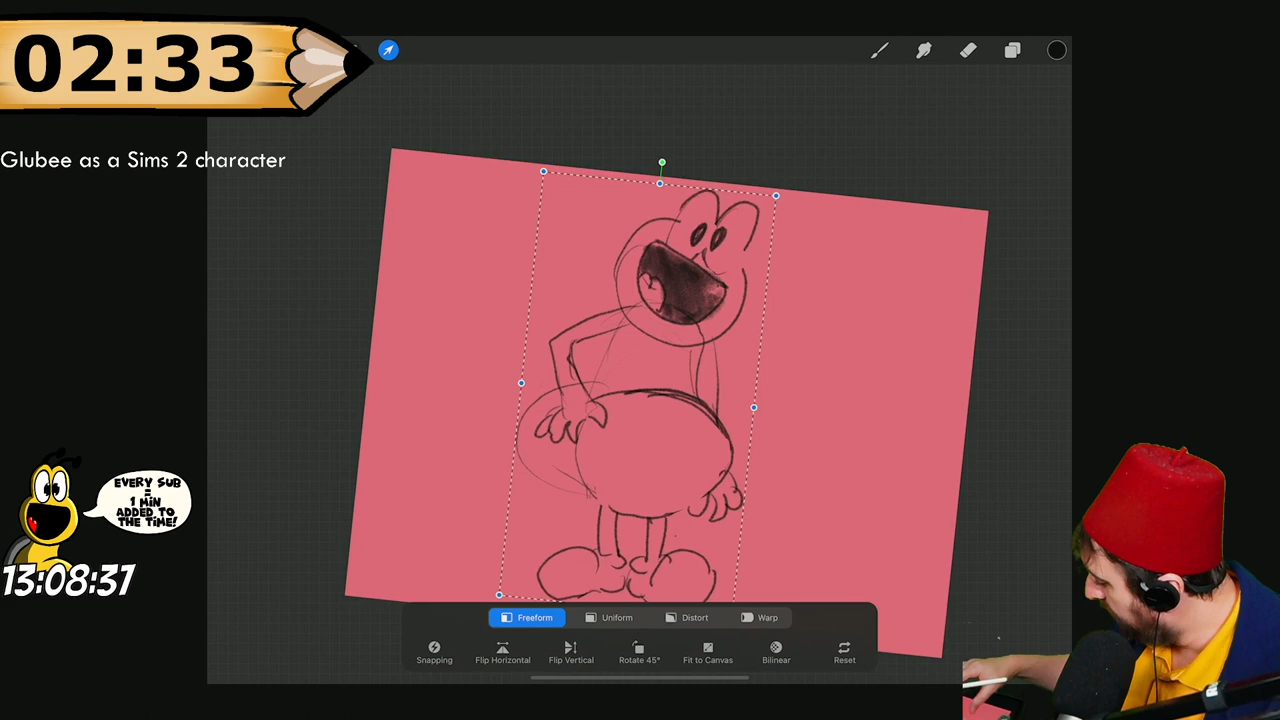 02:33
Glubee as a Sims 2 character
EVERY SUB
=
1 MIN
ADDED TO
THE TIME!
13:08:37
Freeform
Uniform
Distort
Warp
Snapping
Flip Horizontal
Flip Vertical
Rotate 45°
Fit to Canvas
Bilinear
Reset